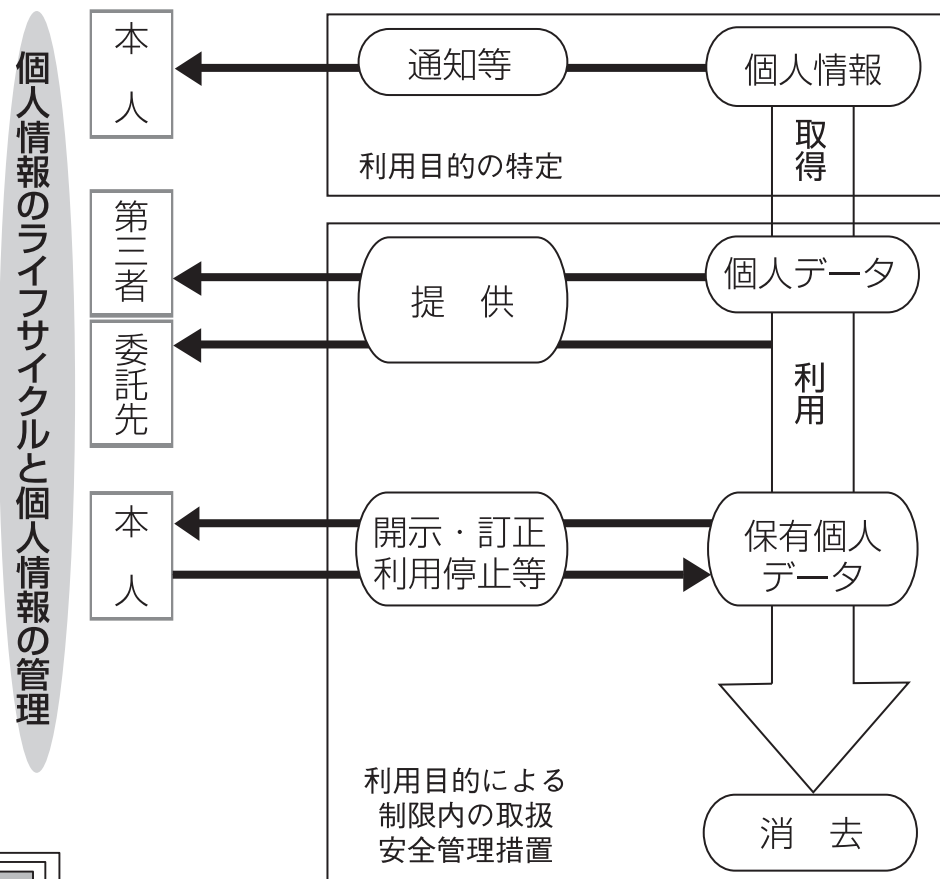 個人情報のライフサイクルと個人情報の管理
本人
通知等
個人情報
利用目的の特定
取得
第三者
提供
個人データ
委託先
利用
本人
開示・訂正
利用停止等
保有個人
データ
利用目的による
制限内の取扱
安全管理措置
消去